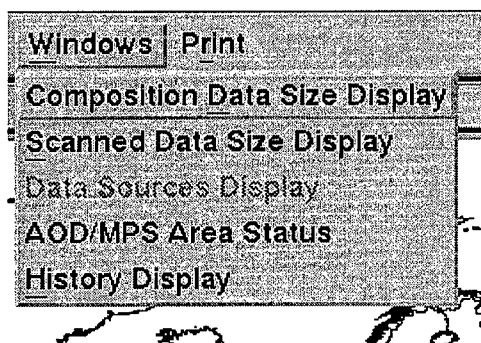 Windows Print
Composition Data Size Display
Scanned Data Size Display
Data Sources Display
AOD/MPS Area Status
History Display